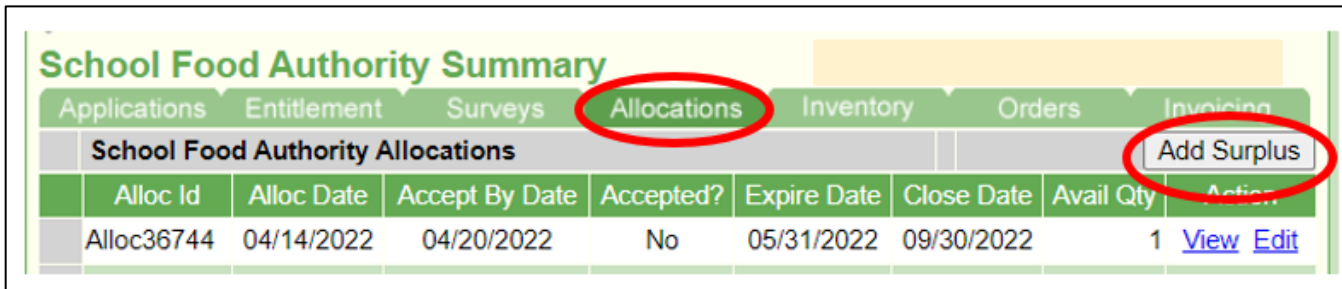 School Food Authority Summary
Applications Entitlement Surveys Allocations Inventory Orders Invoicing
School Food Authority Allocations Add Surplus
Alloc Id Alloc Date Accept By Date Accepted? Expire Date Close Date Avail Qty Action
Alloc36744 04/14/2022 04/20/2022 No 05/31/2022 09/30/2022 1 View Edit